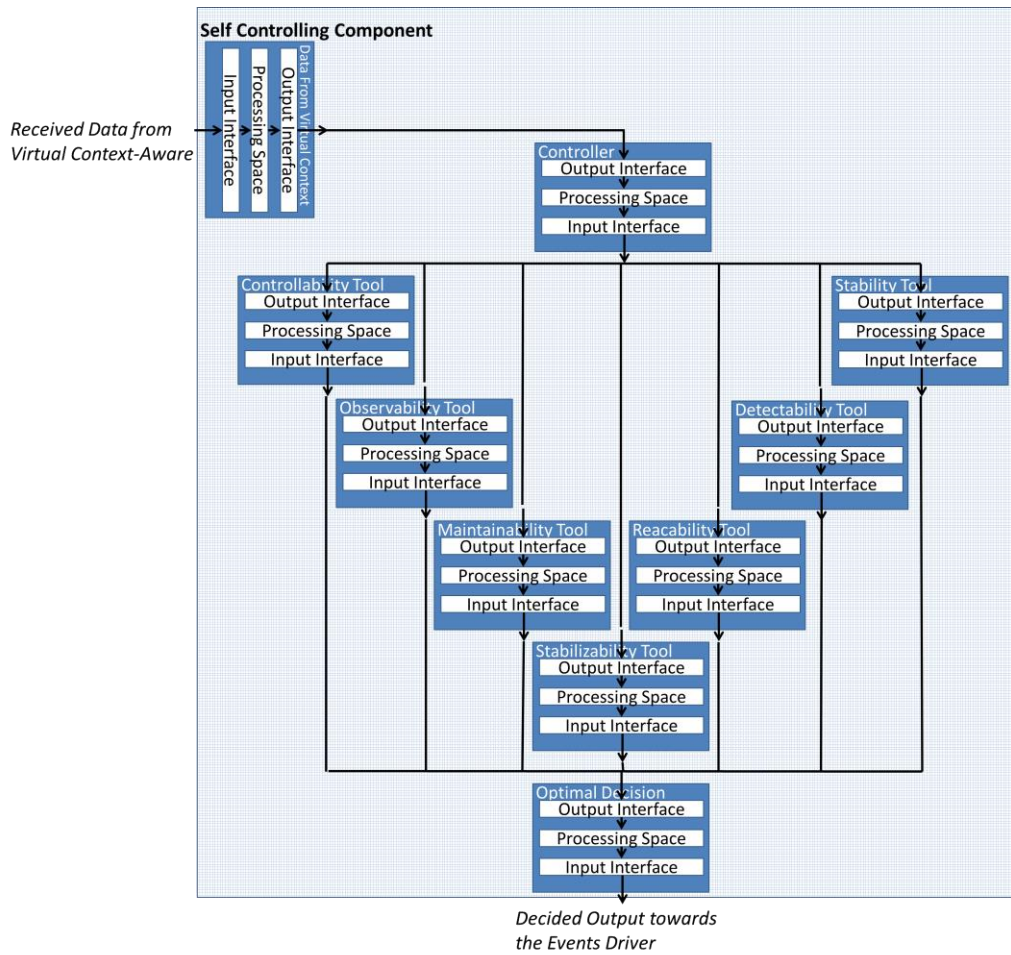 Self Controlling Component
Received Data from
Virtual Context-Aware
Input Interface
Processing Space
Output Interface
Data From Virtual Context
Controller
Output Interface
Processing Space
Input Interface
Controllability Tool
Output Interface
Processing Space
Input Interface
Stability Tool
Output Interface
Processing Space
Input Interface
Observability Tool
Output Interface
Processing Space
Input Interface
Detectability Tool
Output Interface
Processing Space
Input Interface
Maintainability Tool
Output Interface
Processing Space
Input Interface
Reacability Tool
Output Interface
Processing Space
Input Interface
Stabilizability Tool
Output Interface
Processing Space
Input Interface
Optimal Decision
Output Interface
Processing Space
Input Interface
Decided Output towards
the Events Driver